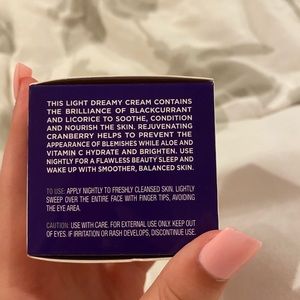 THIS LIGHT DREAMY CREAM CONTAINS
THE BRILLIANCE OF BLACKCURRANT
AND LICORICE TO SOOTHE, CONDITION
AND NOURISH THE SKIN. REJUVENATING
CRANBERRY HELPS TO PREVENT THE
APPEARANCE OF BLEMISHES WHILE ALOE AND
VITAMIN C HYDRATE AND BRIGHTEN. USE
NIGHTLY FOR A FLAWLESS BEAUTY SLEEP AND
WAKE UP WITH SMOOTHER, BALANCED SKIN.
TO USE: APPLY NIGHTLY TO FRESHLY CLEANSED SKIN. LIGHTLY
SWEEP OVER THE ENTIRE FACE WITH FINGER TIPS, AVOIDING
THE EYE AREA.
CAUTION: USE WITH CARE. FOR EXTERNAL USE ONLY. KEEP OUT
OF EYES. IF IRRITATION OR RASH DEVELOPS, DISCONTINUE USE.